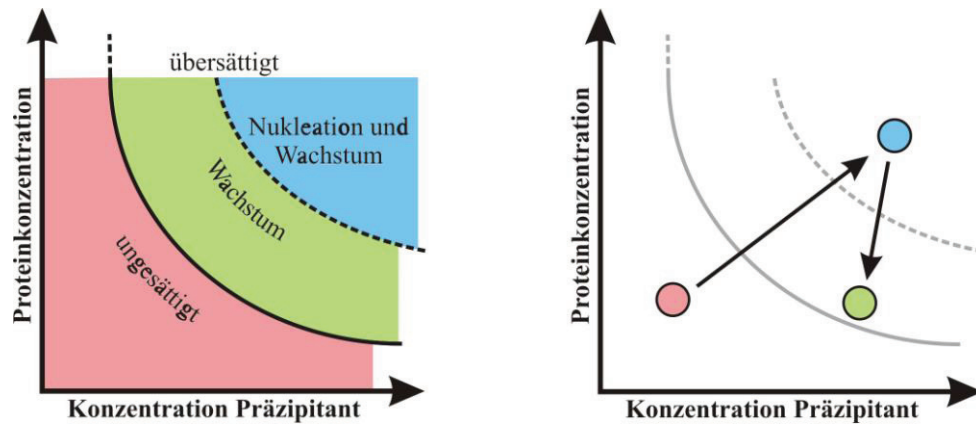 übersättigt
Nukleation und
Wachstum
Wachstum
ungesättigt
Proteinkonzentration
Konzentration Präzipitant
Proteinkonzentration
Konzentration Präzipitant